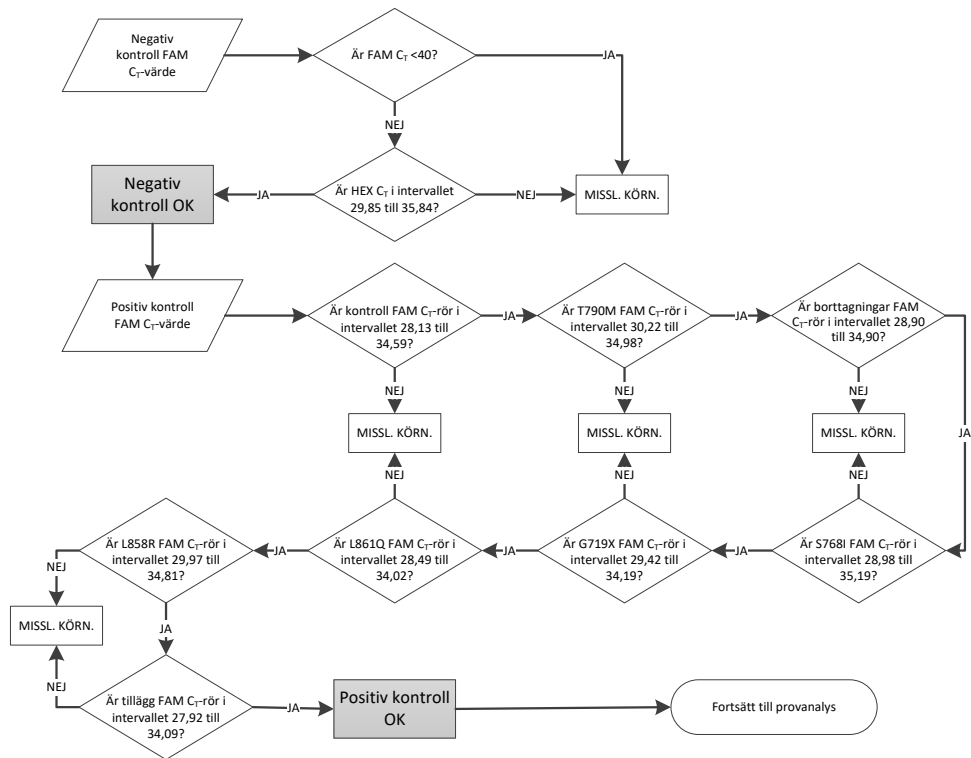 Negativ
kontroll FAM
CT-värde
Är FAM CT <40?
JA
NEJ
Negativ
kontroll OK
JA
Är HEX CT i intervallet
29,85 till 35,84?
NEJ
MISSL. KÖRN.
Positiv kontroll
FAM CT-värde
Är kontroll FAM CT-rör i
intervallet 28,13 till
34,59?
JA
Är T790M FAM CT-rör i
intervallet 30,22 till
34,98?
JA
Är borttagningar FAM
CT-rör i intervallet 28,90
till 34,90?
NEJ
NEJ
NEJ
MISSL. KÖRN.
MISSL. KÖRN.
MISSL. KÖRN.
JA
NEJ
NEJ
NEJ
Är L858R FAM CT-rör i
intervallet 29,97 till
34,81?
JA
Är L861Q FAM CT-rör i
intervallet 28,49 till
34,02?
JA
Är G719X FAM CT-rör i
intervallet 29,42 till
34,19?
JA
Är S768I FAM CT-rör i
intervallet 28,98 till
35,19?
NEJ
MISSL. KÖRN.
JA
NEJ
Är tillägg FAM CT-rör i
intervallet 27,92 till
34,09?
JA
Positiv kontroll
OK
Fortsätt till provanalys